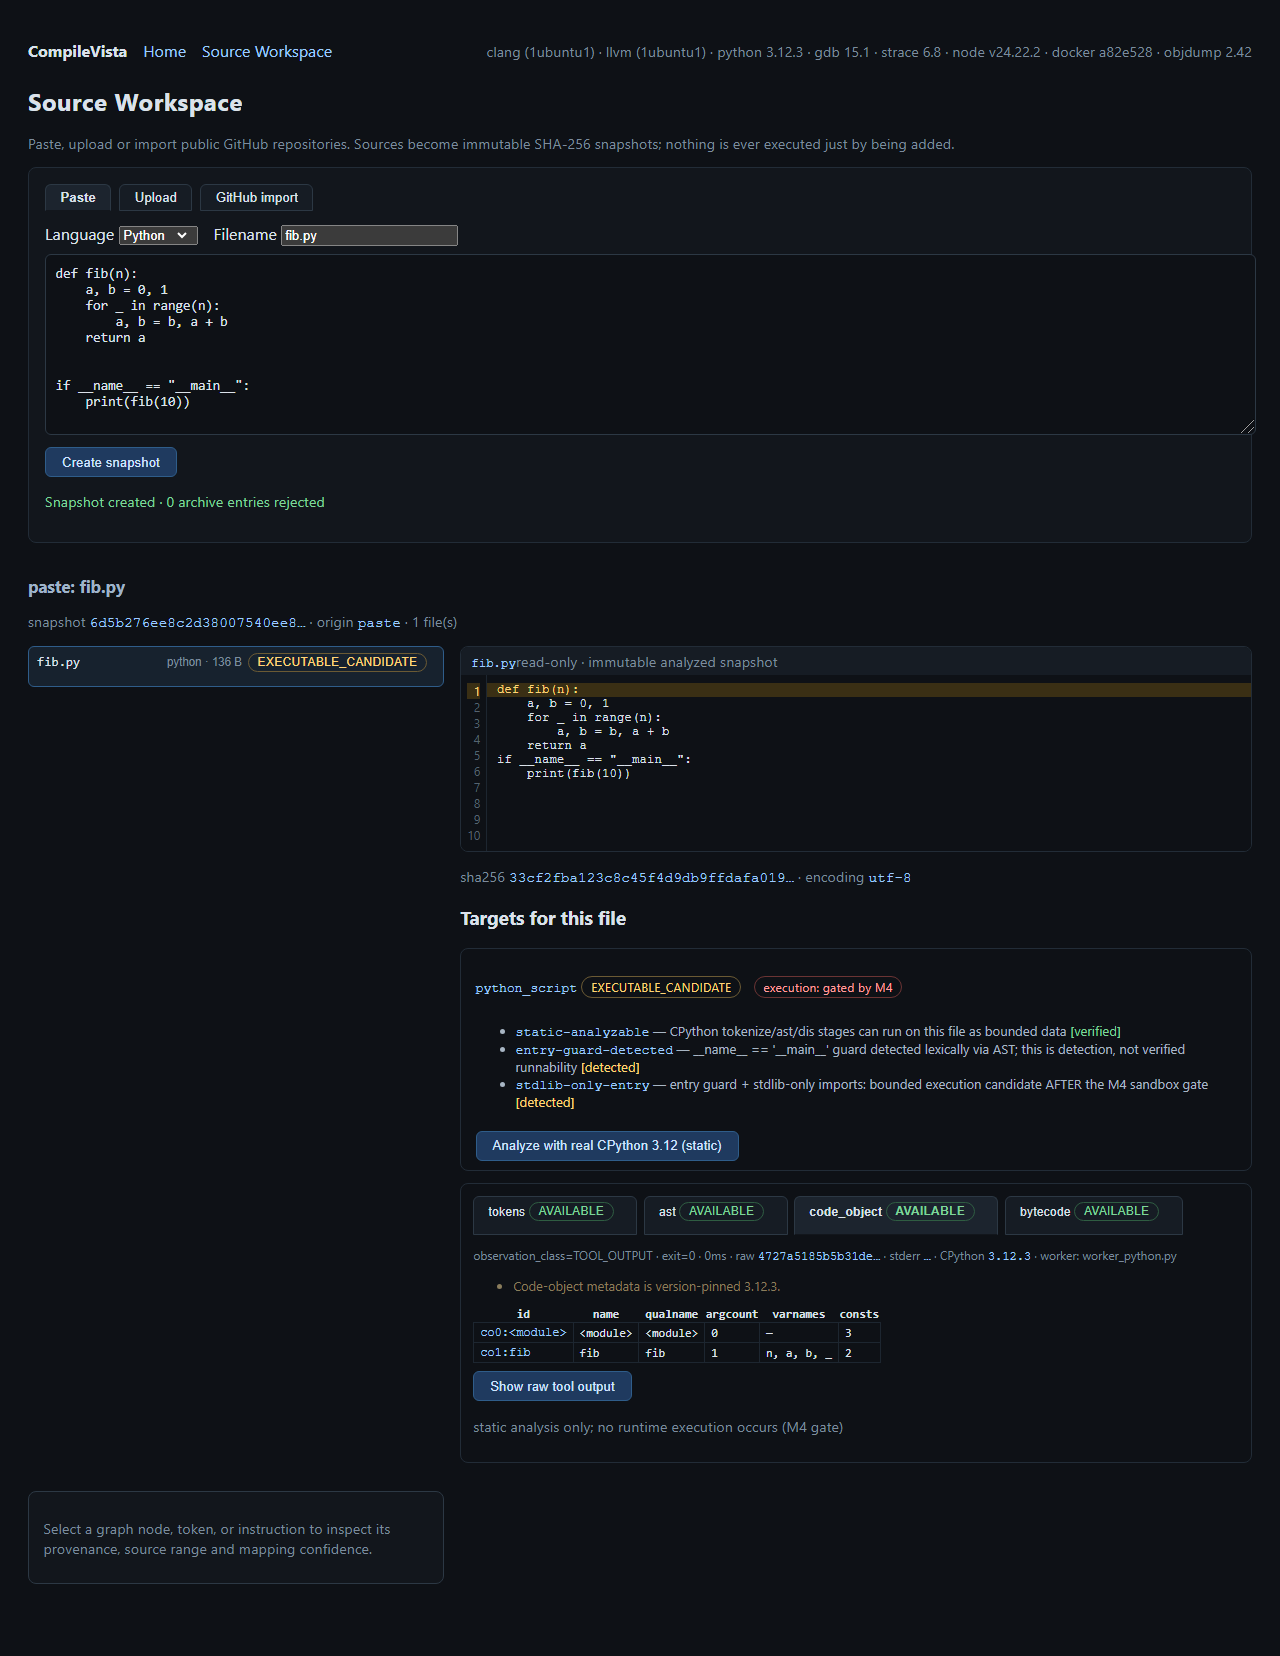 CompileVista Home Source Workspace clang (1ubuntu1) · llvm (1ubuntu1) · python 3.12.3 · gdb 15.1 · strace 6.8 · node v24.22.2 · docker a82e528 · objdump 2.42
Source Workspace
Paste, upload or import public GitHub repositories. Sources become immutable SHA-256 snapshots; nothing is ever executed just by being added.
Paste Upload GitHub import
Language Python Filename fib.py
def fib(n):
    a, b = 0, 1
    for _ in range(n):
        a, b = b, a + b
    return a
if __name__ == "__main__":
    print(fib(10))
Create snapshot
Snapshot created · 0 archive entries rejected
paste: fib.py
snapshot 6d5b276ee8c2d38007540ee8… · origin paste · 1 file(s)
fib.py python · 136 B EXECUTABLE_CANDIDATE
fib.pyread-only · immutable analyzed snapshot
1 def fib(n):
2     a, b = 0, 1
3     for _ in range(n):
4         a, b = b, a + b
5     return a
6 if __name__ == "__main__":
7     print(fib(10))
8
9
10
sha256 33cf2fba123c8c45f4d9db9ffdafa019… · encoding utf-8
Targets for this file
python_script EXECUTABLE_CANDIDATE execution: gated by M4
• static-analyzable — CPython tokenize/ast/dis stages can run on this file as bounded data [verified]
• entry-guard-detected — __name__ == '__main__' guard detected lexically via AST; this is detection, not verified
runnability [detected]
• stdlib-only-entry — entry guard + stdlib-only imports: bounded execution candidate AFTER the M4 sandbox gate
[detected]
Analyze with real CPython 3.12 (static)
tokens AVAILABLE ast AVAILABLE code_object AVAILABLE bytecode AVAILABLE
observation_class=TOOL_OUTPUT · exit=0 · 0ms · raw 4727a5185b5b31de… · stderr … · CPython 3.12.3 · worker: worker_python.py
• Code-object metadata is version-pinned 3.12.3.
id name qualname argcount varnames consts
co0:<module> <module> <module> 0 — 3
co1:fib fib fib 1 n, a, b, _ 2
Show raw tool output
static analysis only; no runtime execution occurs (M4 gate)
Select a graph node, token, or instruction to inspect its
provenance, source range and mapping confidence.